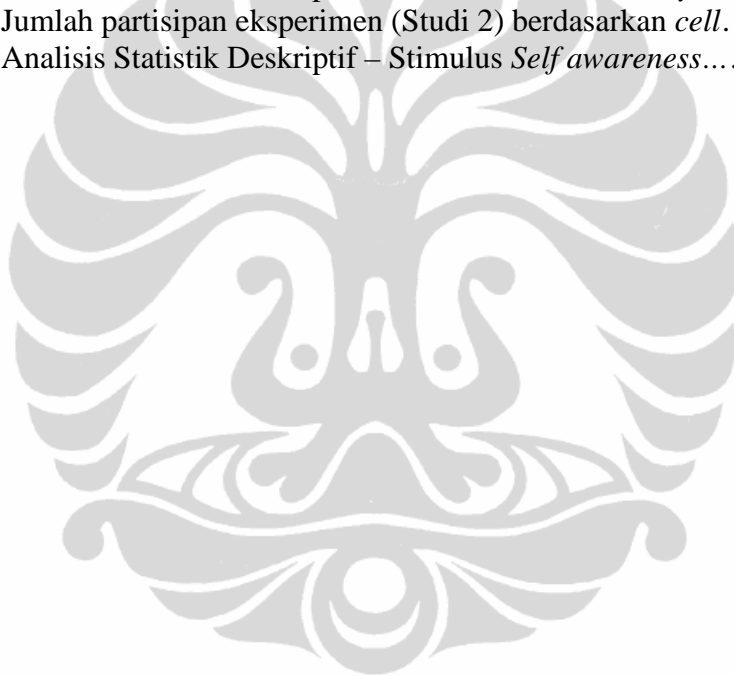 Jumlah partisipan eksperimen (Studi 2) berdasarkan cell.
Analisis Statistik Deskriptif – Stimulus Self awareness…..